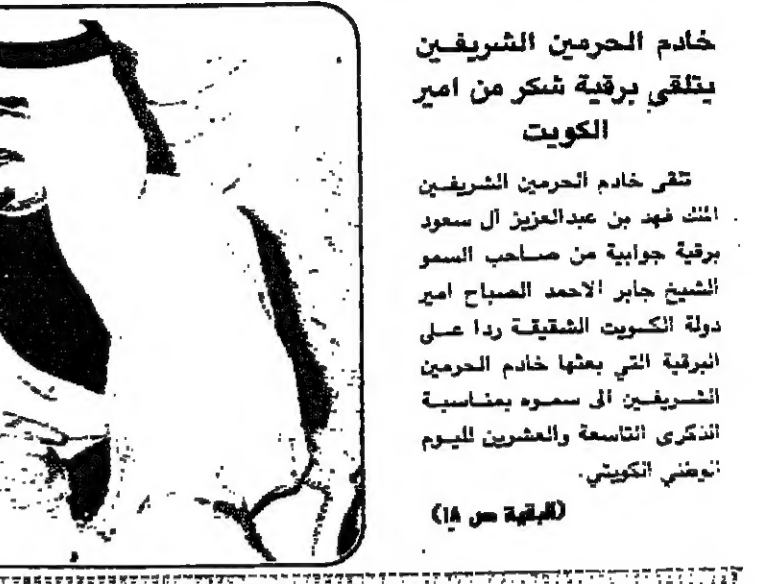 خادم الحرمين الشريفين
يتلقى برقية شكر من امير
الكويت
تلقى خادم الحرمين الشريفين
الملك فهد بن عبدالعزيز آل سعود
برقية جوابية من صاحب السمو
الشيخ جابر الاحمد الصباح امير
دولة الكويت الشقيقة ردا على
البرقية التي بعثها خادم الحرمين
الشريفين الى سموه بمناسبة
الذكرى التاسعة والعشرين لليوم
الوطني الكويتي.
(البقية ص ١٨)